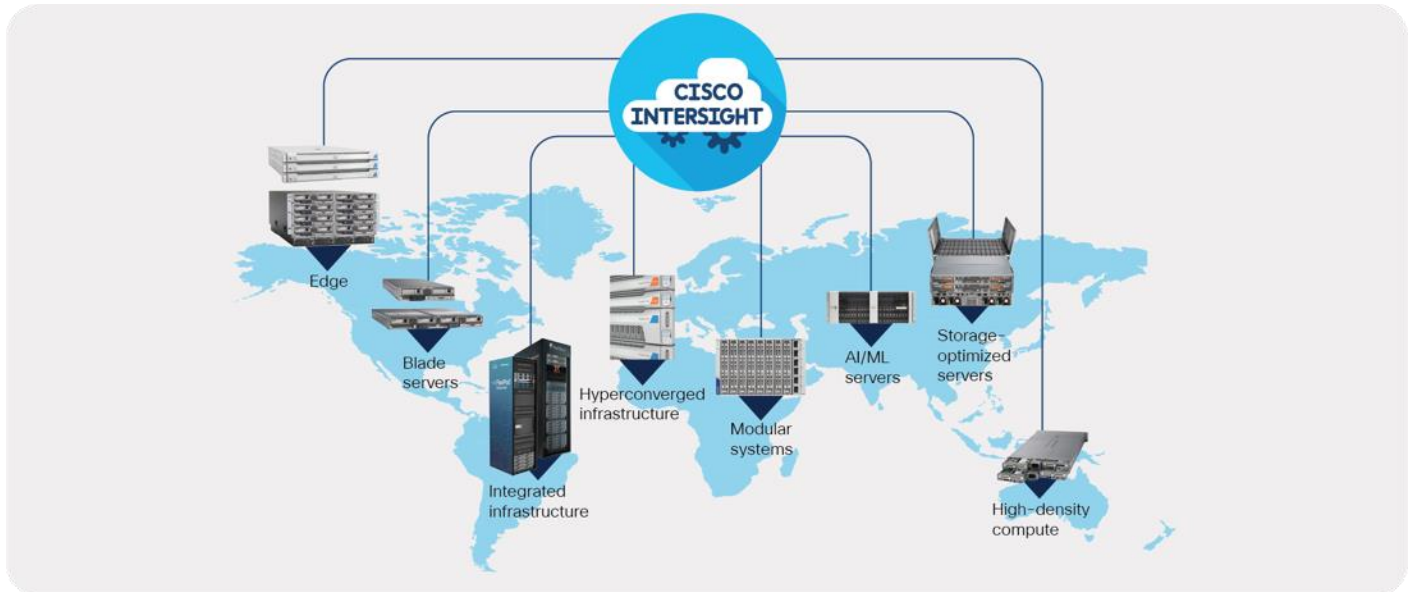 CISCO
INTERSIGHT
Edge
Blade
servers
Integrated
infrastructure
Hyperconverged
infrastructure
Modular
systems
AI/ML
servers
Storage-
optimized
servers
High-density
compute